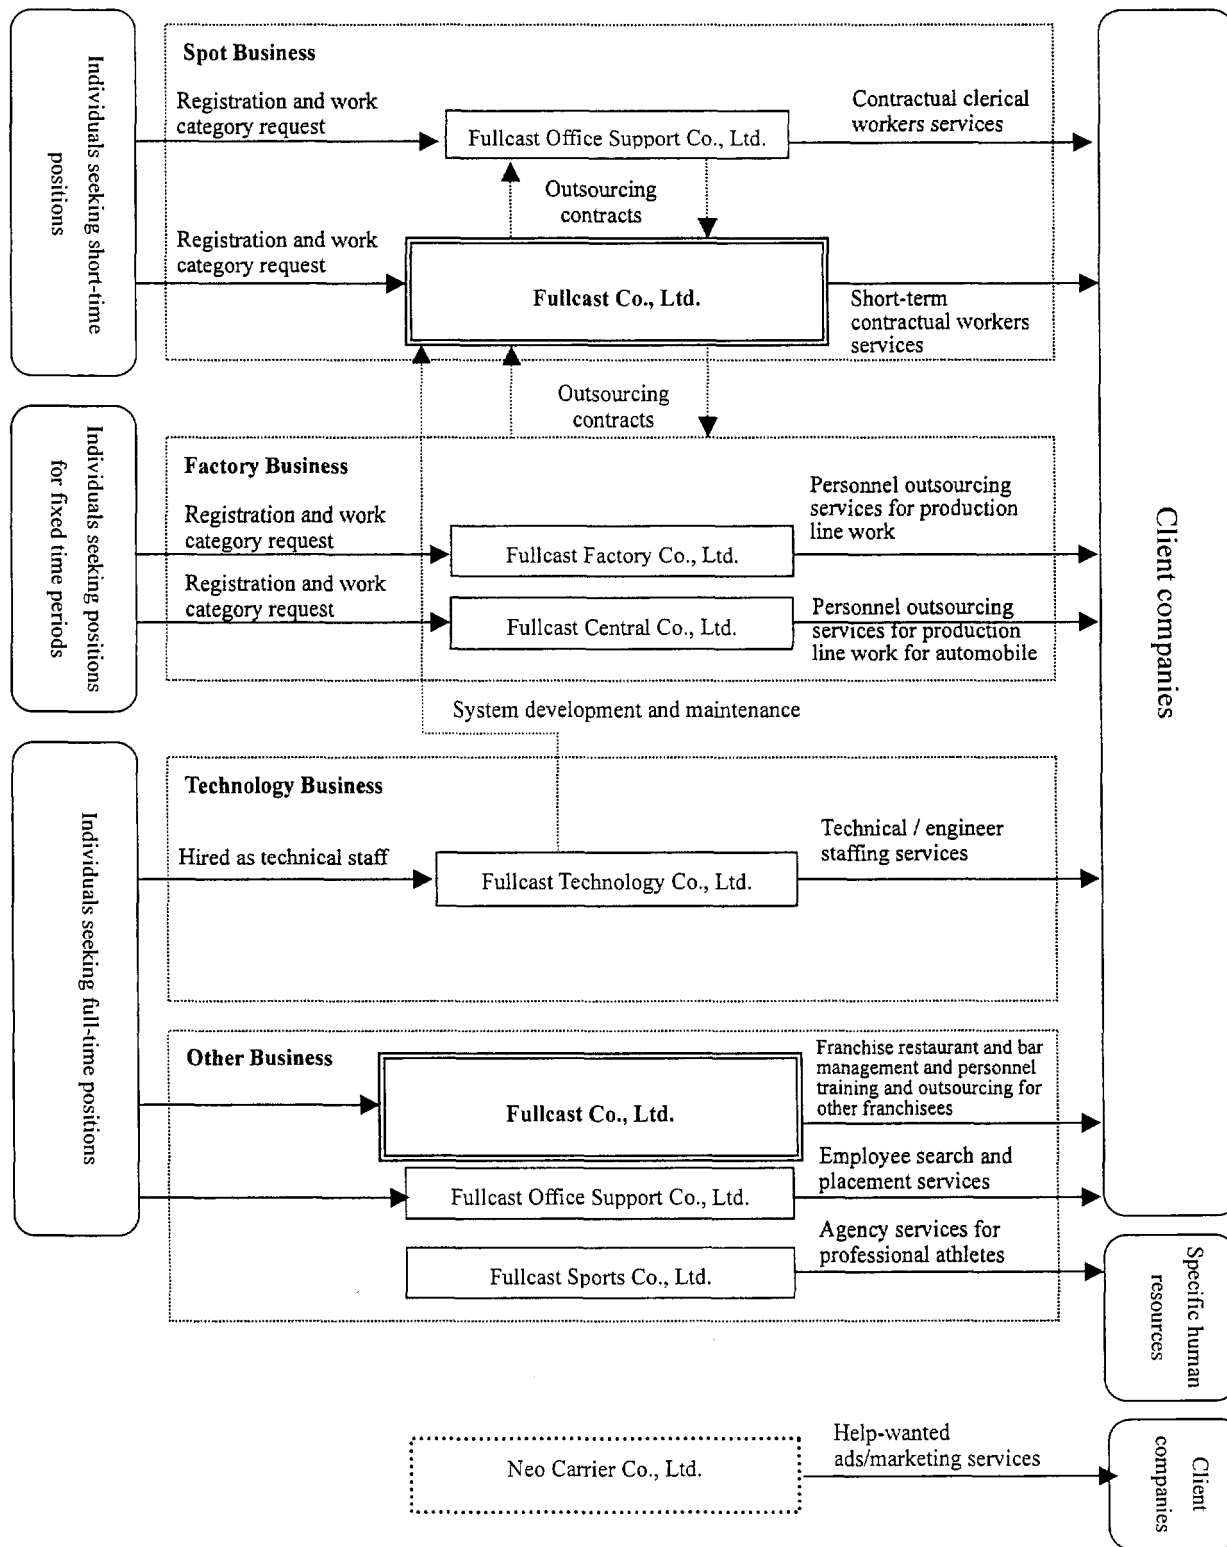 Individuals seeking short-time
positions
Spot Business
Registration and work
category request
Fullcast Office Support Co., Ltd.
Contractual clerical
workers services
Outsourcing
contracts
Registration and work
category request
Fullcast Co., Ltd.
Short-term
contractual workers
services
Outsourcing
contracts
Individuals seeking positions
for fixed time periods
Factory Business
Registration and work
category request
Fullcast Factory Co., Ltd.
Personnel outsourcing
services for production
line work
Registration and work
category request
Fullcast Central Co., Ltd.
Personnel outsourcing
services for production
line work for automobile
Client companies
System development and maintenance
Individuals seeking full-time positions
Technology Business
Hired as technical staff
Fullcast Technology Co., Ltd.
Technical / engineer
staffing services
Other Business
Fullcast Co., Ltd.
Franchise restaurant and bar
management and personnel
training and outsourcing for
other franchisees
Fullcast Office Support Co., Ltd.
Employee search and
placement services
Fullcast Sports Co., Ltd.
Agency services for
professional athletes
Specific human
resources
Neo Carrier Co., Ltd.
Help-wanted
ads/marketing services
Client
companies